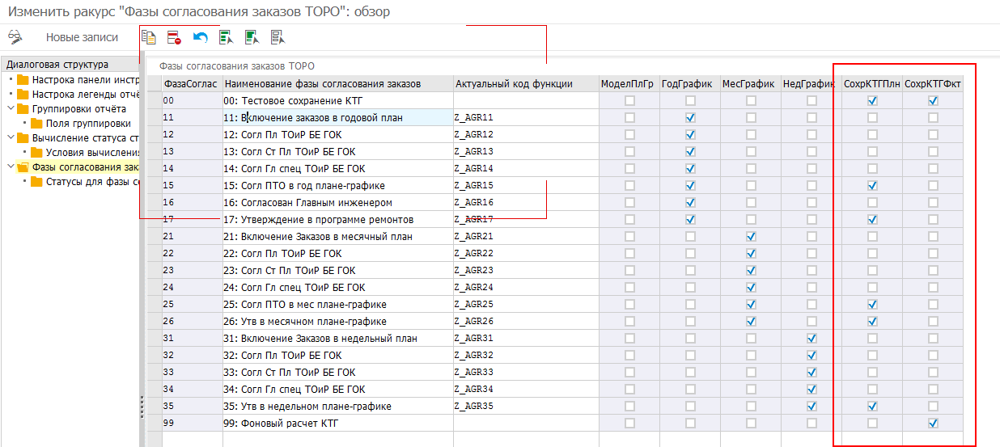 Изменить ракурс "Фазы согласования заказов ТОРО": обзор
Новые записи
Диалоговая структура
Настрока панели инстр
Настрока легенды отчё
Группировки отчёта
Поля группировки
Вычисление статуса ст
Условия вычисления
Фазы согласования зака
Статусы для фазы со
Фазы согласования заказов ТОРО
ФазаСоглас Наименование фазы согласования заказов Актуальный код функции МоделПлГр ГодГрафик МесГрафик НедГрафик СохрКТГПлн СохрКТГФкт
00 00: Тестовое сохранение КТГ
11 11: Включение заказов в годовой план Z_AGR11
12 12: Согл Пл ТОиР БЕ ГОК Z_AGR12
13 13: Согл Ст Пл ТОиР БЕ ГОК Z_AGR13
14 14: Согл Гл спец ТОиР БЕ ГОК Z_AGR14
15 15: Согл ПТО в год плане-графике Z_AGR15
16 16: Согласован Главным инженером Z_AGR16
17 17: Утверждение в программе ремонтов Z_AGR17
21 21: Включение Заказов в месячный план Z_AGR21
22 22: Согл Пл ТОиР БЕ ГОК Z_AGR22
23 23: Согл Ст Пл ТОиР БЕ ГОК Z_AGR23
24 24: Согл Гл спец ТОиР БЕ ГОК Z_AGR24
25 25: Согл ПТО в мес плане-графике Z_AGR25
26 26: Утв в месячном плане-графике Z_AGR26
31 31: Включение Заказов в недельный план Z_AGR31
32 32: Согл Пл ТОиР БЕ ГОК Z_AGR32
33 33: Согл Ст Пл ТОиР БЕ ГОК Z_AGR33
34 34: Согл Гл спец ТОиР БЕ ГОК Z_AGR34
35 35: Утв в недельном плане-графике Z_AGR35
99 99: Фоновый расчет КТГ